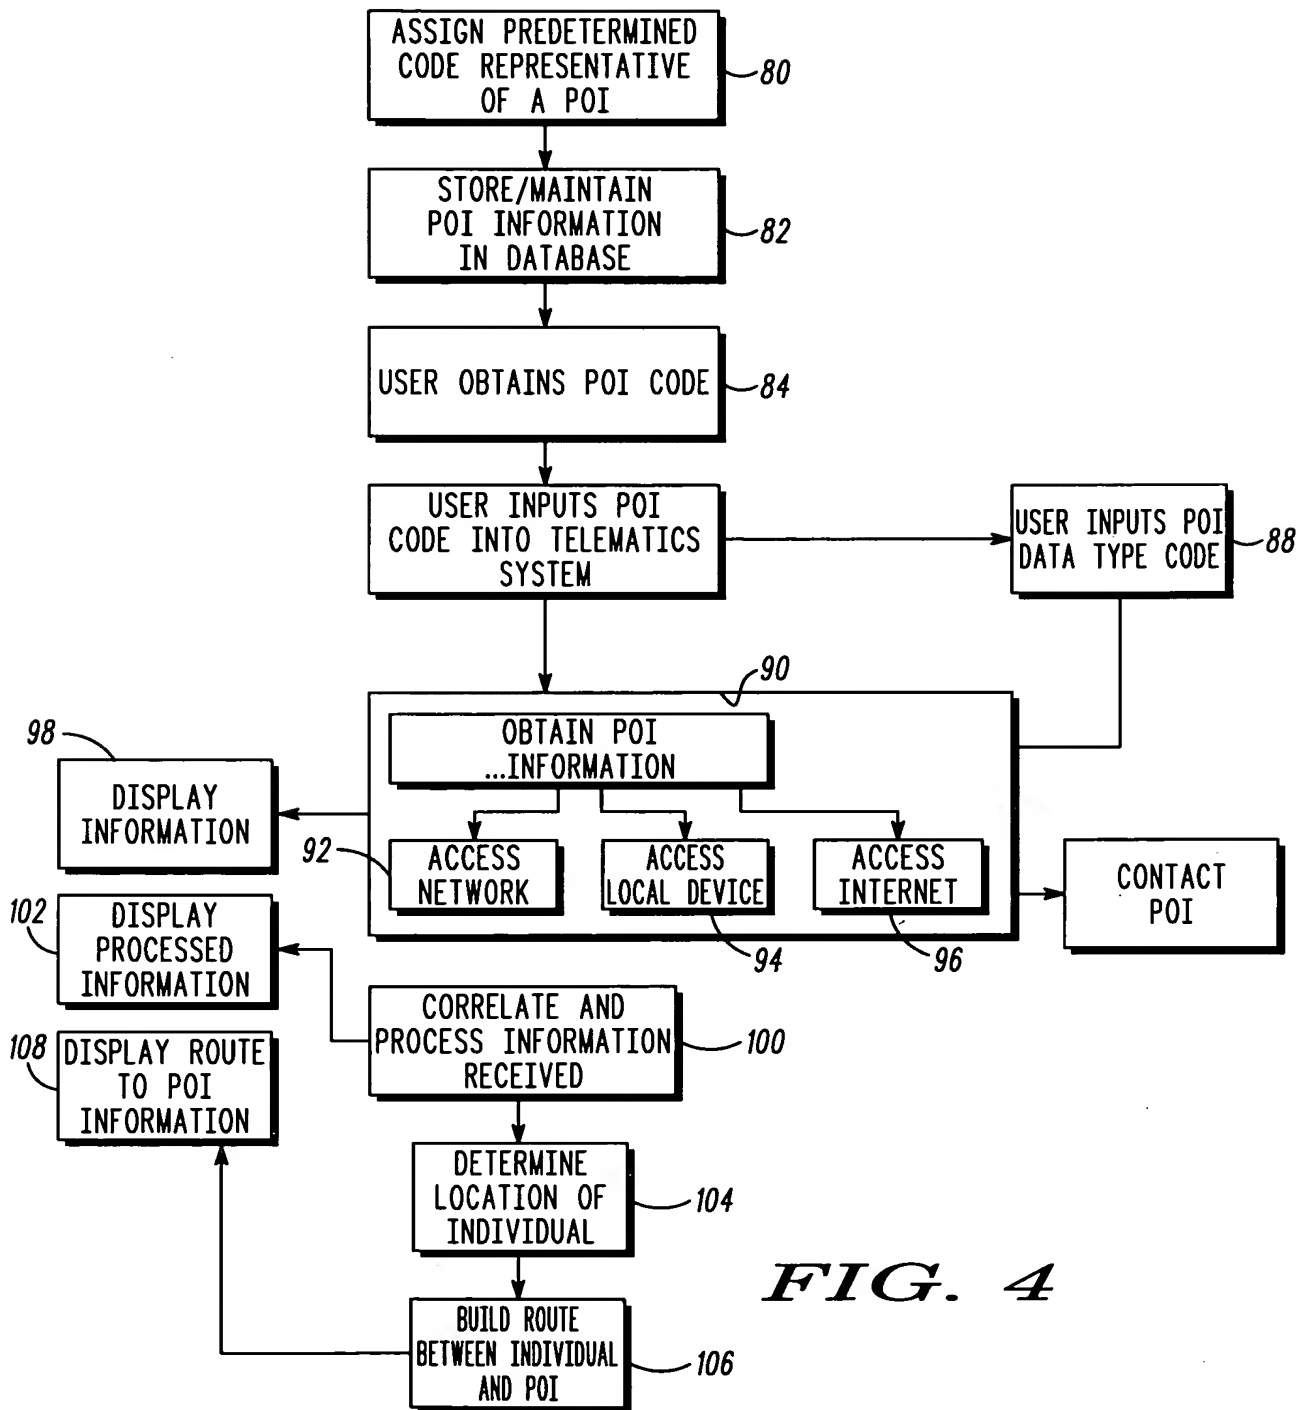 ASSIGN PREDETERMINED
CODE REPRESENTATIVE
OF A POI
80
STORE/MAINTAIN
POI INFORMATION
IN DATABASE
82
USER OBTAINS POI CODE
84
USER INPUTS POI
CODE INTO TELEMATICS
SYSTEM
USER INPUTS POI
DATA TYPE CODE
88
90
OBTAIN POI
...INFORMATION
98
DISPLAY
INFORMATION
92
ACCESS
NETWORK
ACCESS
LOCAL DEVICE
94
ACCESS
INTERNET
96
CONTACT
POI
102
DISPLAY
PROCESSED
INFORMATION
CORRELATE AND
PROCESS INFORMATION
RECEIVED
100
108
DISPLAY ROUTE
TO POI
INFORMATION
DETERMINE
LOCATION OF
INDIVIDUAL
104
BUILD ROUTE
BETWEEN INDIVIDUAL
AND POI
106
FIG. 4